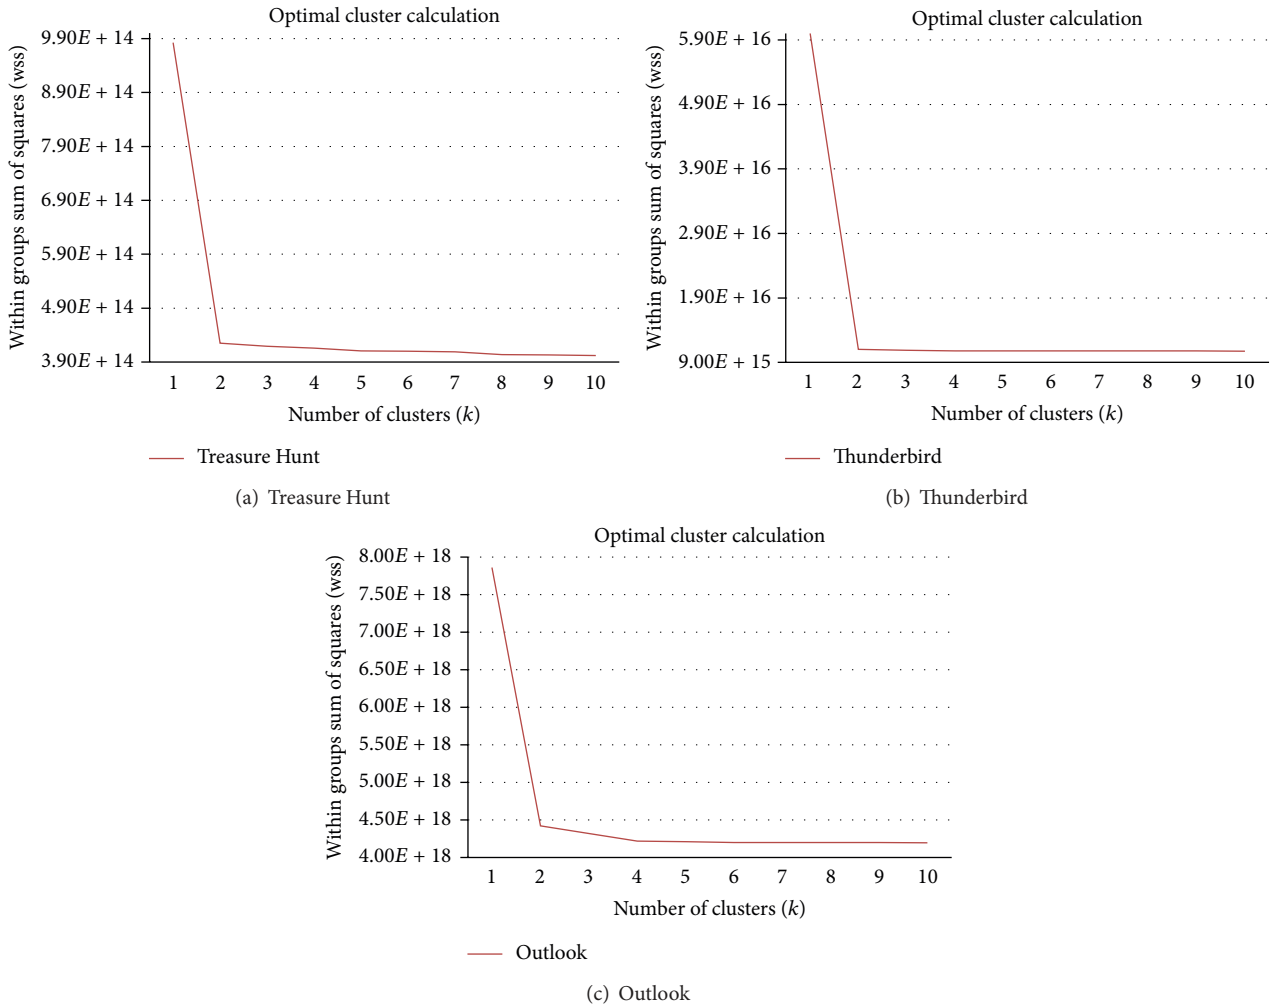 Optimal cluster calculation
Within groups sum of squares (wss)
9.90E + 14
8.90E + 14
7.90E + 14
6.90E + 14
5.90E + 14
4.90E + 14
3.90E + 14
1 2 3 4 5 6 7 8 9 10
Number of clusters (k)
Treasure Hunt
(a) Treasure Hunt
Optimal cluster calculation
Within groups sum of squares (wss)
5.90E + 16
4.90E + 16
3.90E + 16
2.90E + 16
1.90E + 16
9.00E + 15
1 2 3 4 5 6 7 8 9 10
Number of clusters (k)
Thunderbird
(b) Thunderbird
Optimal cluster calculation
Within groups sum of squares (wss)
8.00E + 18
7.50E + 18
7.00E + 18
6.50E + 18
6.00E + 18
5.50E + 18
5.00E + 18
4.50E + 18
4.00E + 18
1 2 3 4 5 6 7 8 9 10
Number of clusters (k)
Outlook
(c) Outlook